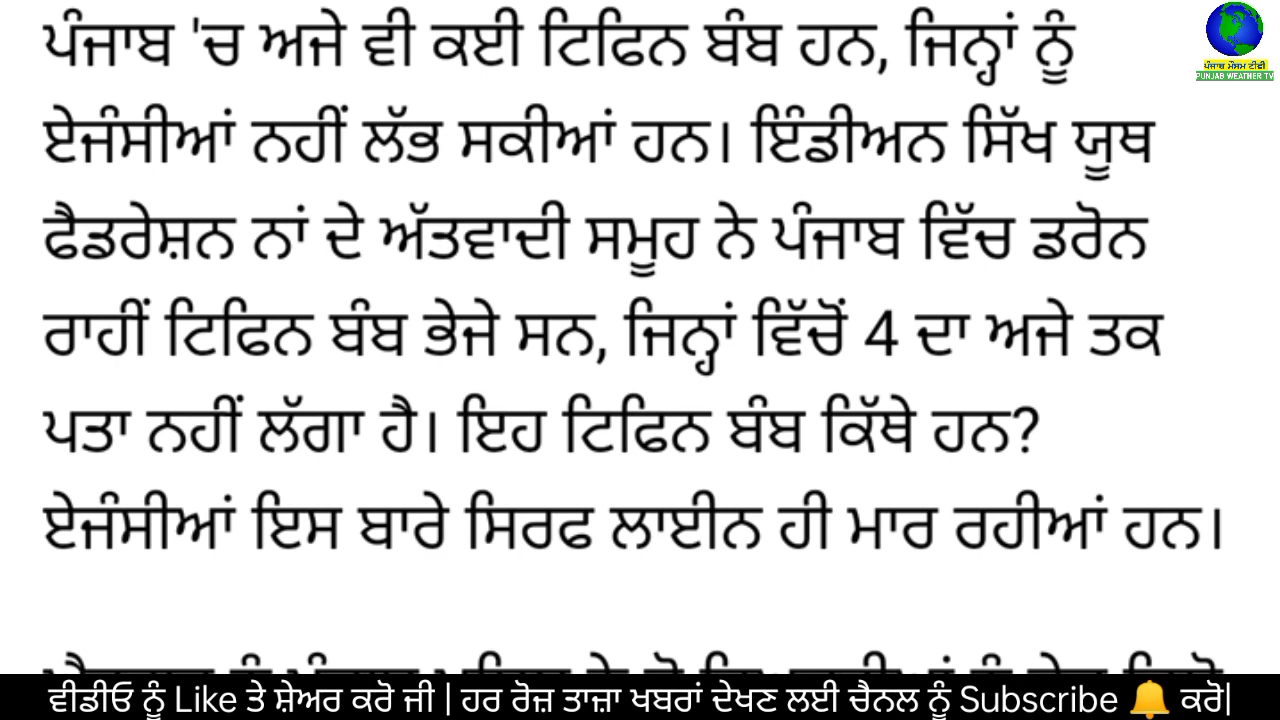 ਪੰਜਾਬ 'ਚ ਅਜੇ ਵੀ ਕਈ ਟਿਫਿਨ ਬੰਬ ਹਨ, ਜਿਨ੍ਹਾਂ ਨੂੰ
ਏਜੰਸੀਆਂ ਨਹੀਂ ਲੱਭ ਸਕੀਆਂ ਹਨ। ਇੰਡੀਅਨ ਸਿੱਖ ਯੂਥ
ਫੈਡਰੇਸ਼ਨ ਨਾਂ ਦੇ ਅੱਤਵਾਦੀ ਸਮੂਹ ਨੇ ਪੰਜਾਬ ਵਿੱਚ ਡਰੋਨ
ਰਾਹੀਂ ਟਿਫਿਨ ਬੰਬ ਭੇਜੇ ਸਨ, ਜਿਨ੍ਹਾਂ ਵਿੱਚੋਂ 4 ਦਾ ਅਜੇ ਤਕ
ਪਤਾ ਨਹੀਂ ਲੱਗਾ ਹੈ। ਇਹ ਟਿਫਿਨ ਬੰਬ ਕਿੱਥੇ ਹਨ?
ਏਜੰਸੀਆਂ ਇਸ ਬਾਰੇ ਸਿਰਫ ਲਾਈਨ ਹੀ ਮਾਰ ਰਹੀਆਂ ਹਨ।
ਪੰਜਾਬ ਮੌਸਮ ਟੀਵੀ
PUNJAB WEATHER TV
ਵੀਡੀਓ ਨੂੰ Like ਤੇ ਸ਼ੇਅਰ ਕਰੋ ਜੀ | ਹਰ ਰੋਜ਼ ਤਾਜ਼ਾ ਖਬਰਾਂ ਦੇਖਣ ਲਈ ਚੈਨਲ ਨੂੰ Subscribe 🔔 ਕਰੋ|